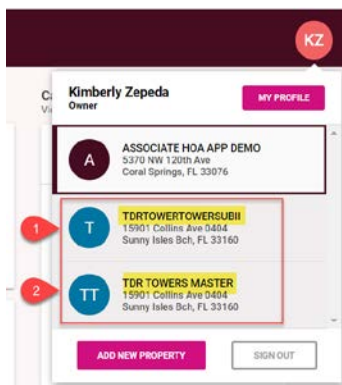 KZ
Kimberly Zepeda
Owner
MY PROFILE
A
ASSOCIATE HOA APP DEMO
5370 NW 120th Ave
Coral Springs, FL 33076
1
T
TDRTOWERTOWERSUBII
15901 Collins Ave 0404
Sunny Isles Bch, FL 33160
2
TT
TDR TOWERS MASTER
15901 Collins Ave 0404
Sunny Isles Bch, FL 33160
ADD NEW PROPERTY
SIGN OUT